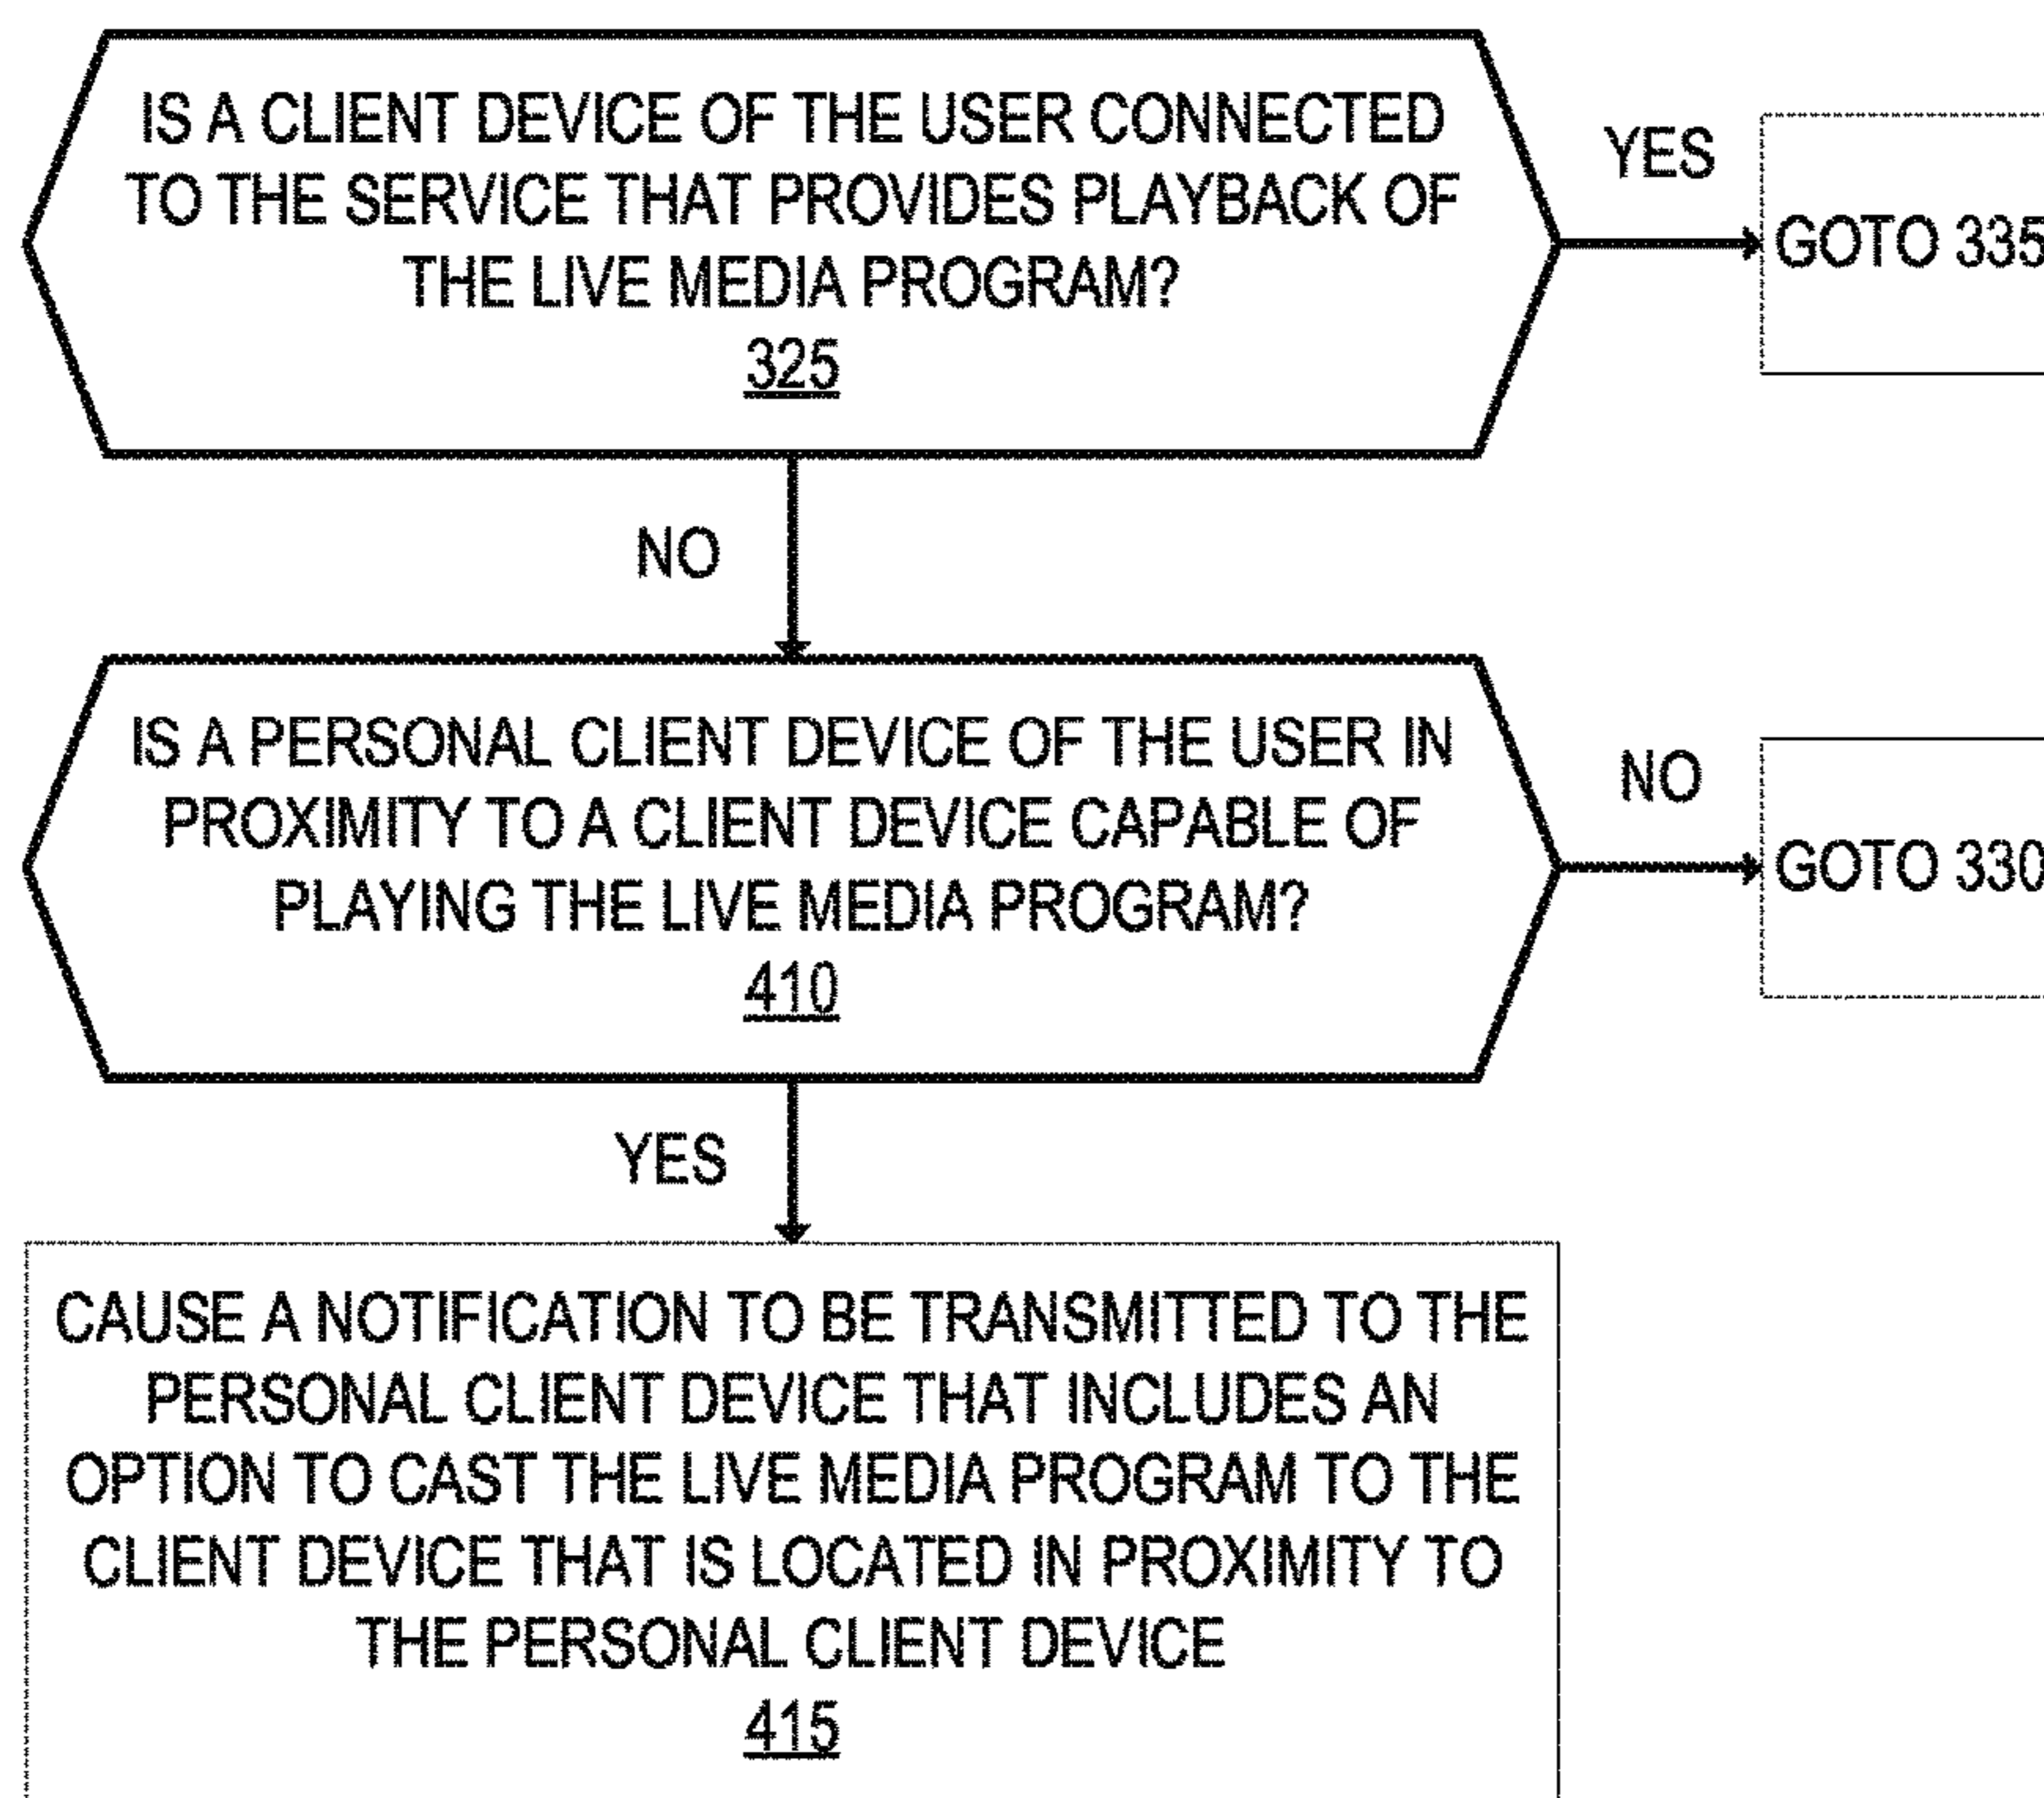 IS A CLIENT DEVICE OF THE USER CONNECTED
TO THE SERVICE THAT PROVIDES PLAYBACK OF
THE LIVE MEDIA PROGRAM?
325
YES
GOTO 335
NO
IS A PERSONAL CLIENT DEVICE OF THE USER IN
PROXIMITY TO A CLIENT DEVICE CAPABLE OF
PLAYING THE LIVE MEDIA PROGRAM?
410
NO
GOTO 330
YES
CAUSE A NOTIFICATION TO BE TRANSMITTED TO THE
PERSONAL CLIENT DEVICE THAT INCLUDES AN
OPTION TO CAST THE LIVE MEDIA PROGRAM TO THE
CLIENT DEVICE THAT IS LOCATED IN PROXIMITY TO
THE PERSONAL CLIENT DEVICE
415